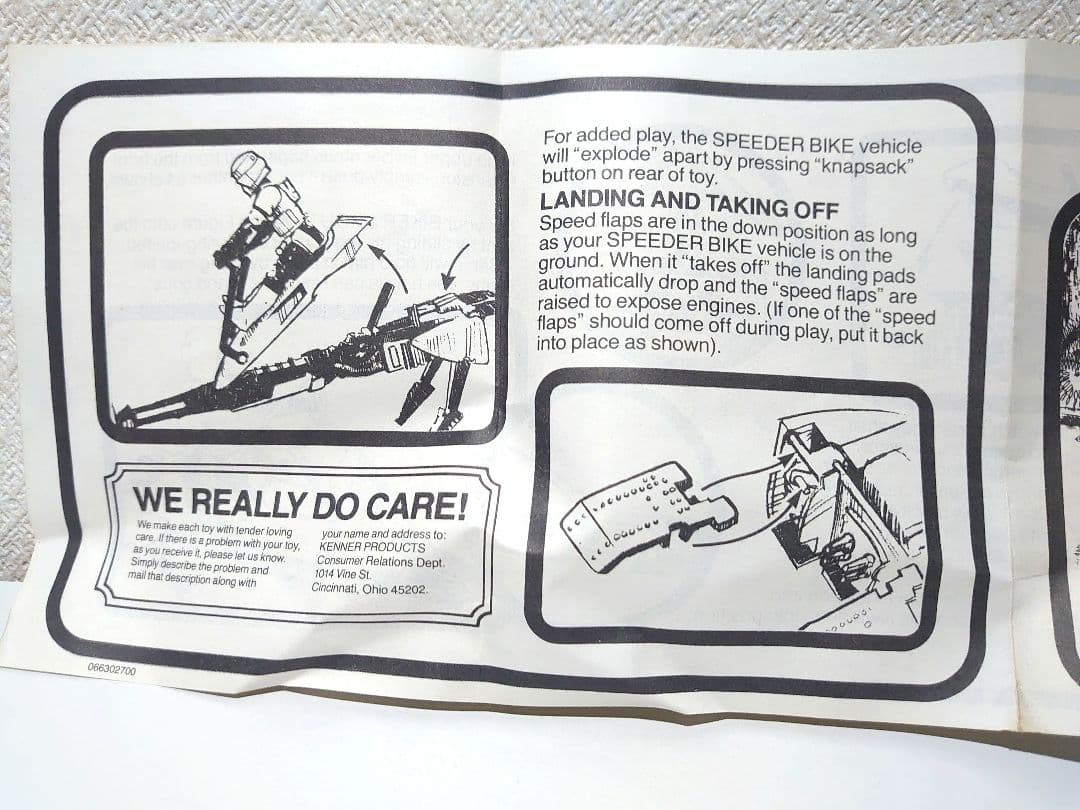 For added play, the SPEEDER BIKE vehicle
will "explode" apart by pressing "knapsack"
button on rear of toy.
LANDING AND TAKING OFF
Speed flaps are in the down position as long
as your SPEEDER BIKE vehicle is on the
ground. When it "takes off" the landing pads
automatically drop and the "speed flaps" are
raised to expose engines. (If one of the "speed
flaps" should come off during play, put it back
into place as shown).
WE REALLY DO CARE!
We make each toy with tender loving
care. If there is a problem with your toy,
as you receive it, please let us know.
Simply describe the problem and
mail that description along with
your name and address to:
KENNER PRODUCTS
Consumer Relations Dept.
1014 Vine St.
Cincinnati, Ohio 45202.
066302700